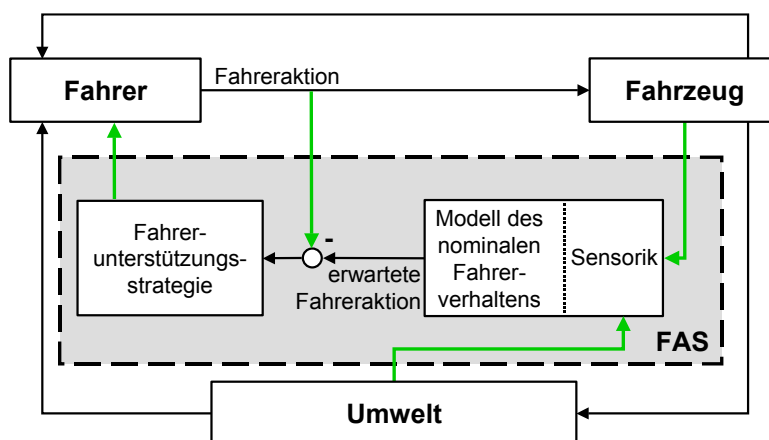 Fahreraktion
Fahrer
Fahrzeug
Fahrer-
unterstützungs-
strategie
-
erwartete
Fahreraktion
Modell des
nominalen
Fahrer-
verhaltens
Sensorik
FAS
Umwelt